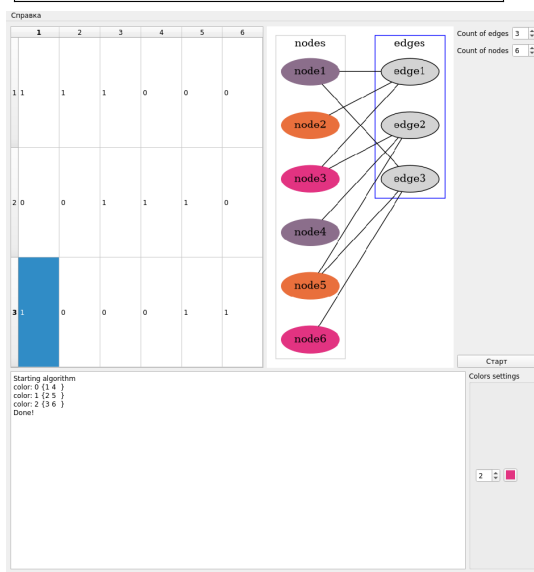 Справка
1 2 3 4 5 6
1 1 1 1 0 0 0
2 0 0 1 1 1 0
3 1 0 0 0 1 1
nodes edges
node1 edge1
node2 edge2
node3 edge3
node4
node5
node6
Count of edges 3
Count of nodes 6
Старт
Starting algorithm
color: 0 {1 4 }
color: 1 {2 5 }
color: 2 {3 6 }
Done!
Colors settings
2